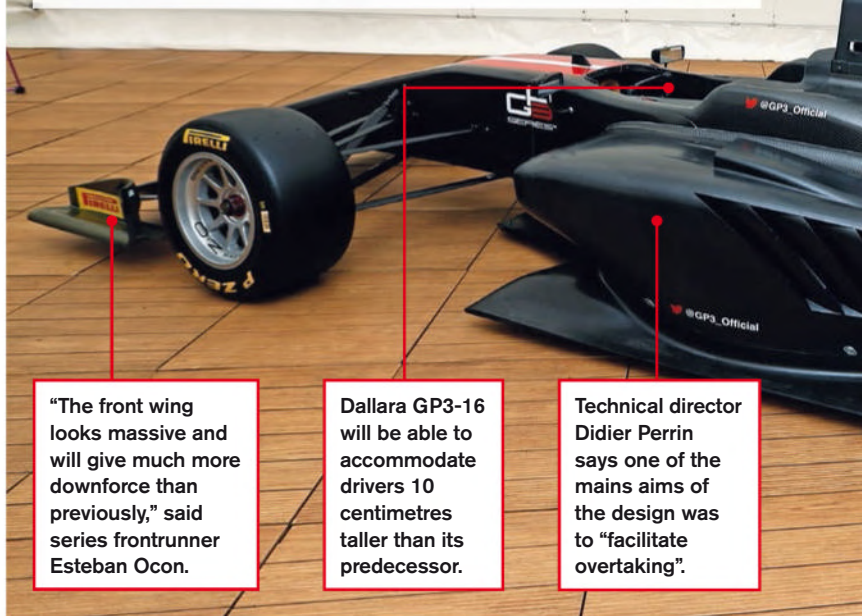 PIRELLI
P ZERO
PIRELLI
GP3
SERIES
@GP3_Official
@GP3_Official
“The front wing
looks massive and
will give much more
downforce than
previously,” said
series frontrunner
Esteban Ocon.
Dallara GP3-16
will be able to
accommodate
drivers 10
centimetres
taller than its
predecessor.
Technical director
Didier Perrin
says one of the
mains aims of
the design was
to “facilitate
overtaking”.